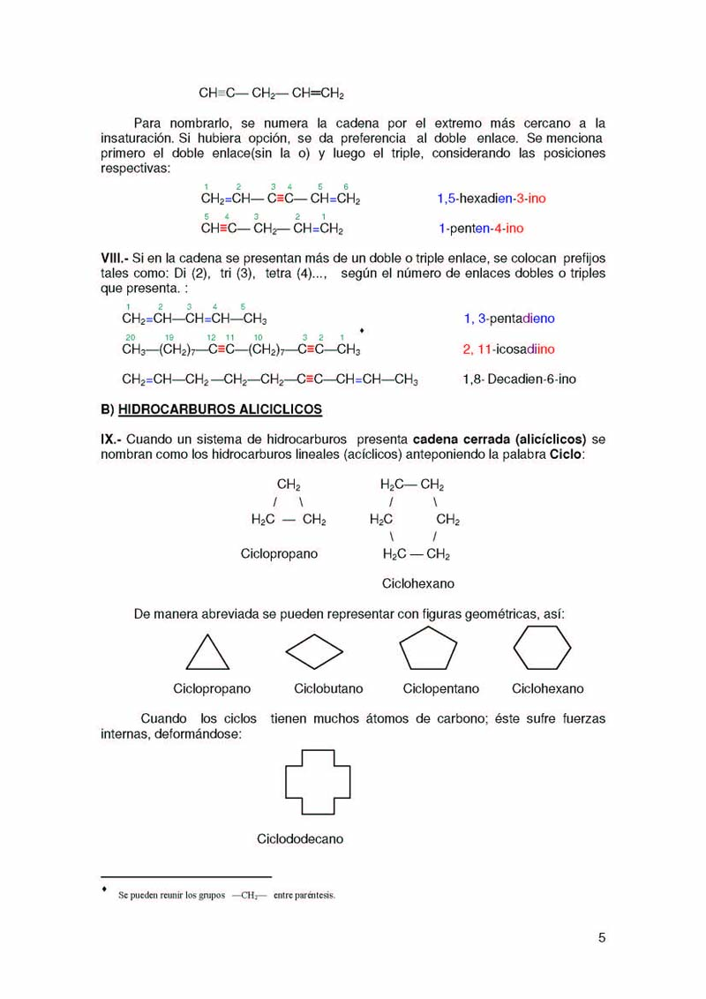 CH≡C— CH₂— CH=CH₂
Para nombrarlo, se numera la cadena por el extremo más cercano a la
insaturación. Si hubiera opción, se da preferencia al doble enlace. Se menciona
primero el doble enlace(sin la o) y luego el triple, considerando las posiciones
respectivas:
1 2 3 4 5 6
CH₂=CH— C≡C— CH=CH₂ 1,5-hexadien-3-ino
5 4 3 2 1
CH≡C— CH₂— CH=CH₂ 1-penten-4-ino
VIII.- Si en la cadena se presentan más de un doble o triple enlace, se colocan prefijos
tales como: Di (2), tri (3), tetra (4)..., según el número de enlaces dobles o triples
que presenta. :
1 2 3 4 5
CH₂=CH—CH=CH—CH₃ 1, 3-pentadieno
♦
20 19 12 11 10 3 2 1
CH₃—(CH₂)₇—C≡C—(CH₂)₇—C≡C—CH₃ 2, 11-icosadiino
CH₂=CH—CH₂ —CH₂—CH₂—C≡C—CH=CH—CH₃ 1,8- Decadien-6-ino
B) HIDROCARBUROS ALICICLICOS
IX.- Cuando un sistema de hidrocarburos presenta cadena cerrada (alicíclicos) se
nombran como los hidrocarburos lineales (acíclicos) anteponiendo la palabra Ciclo:
CH₂ H₂C— CH₂
/ \ / \
H₂C — CH₂ H₂C CH₂
\ /
Ciclopropano H₂C — CH₂
Ciclohexano
De manera abreviada se pueden representar con figuras geométricas, así:
Ciclopropano Ciclobutano Ciclopentano Ciclohexano
Cuando los ciclos tienen muchos átomos de carbono; éste sufre fuerzas
internas, deformándose:
Ciclododecano
♦ Se pueden reunir los grupos —CH₂— entre paréntesis.
5